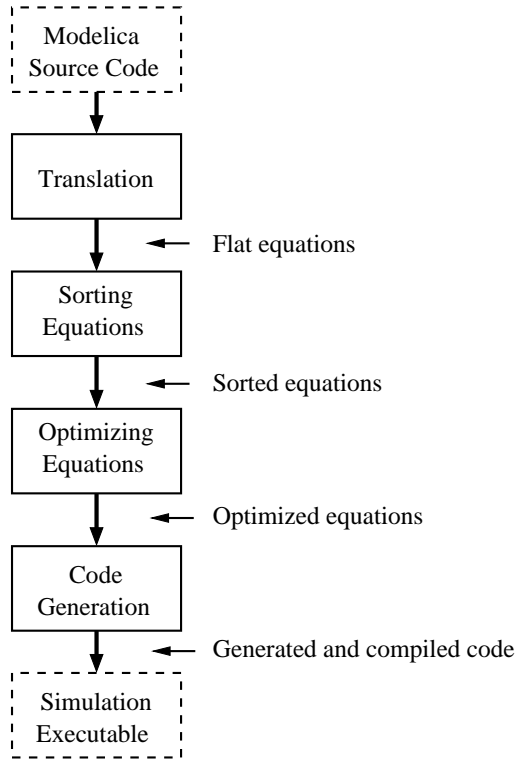 Modelica
Source Code
Translation
Flat equations
Sorting
Equations
Sorted equations
Optimizing
Equations
Optimized equations
Code
Generation
Generated and compiled code
Simulation
Executable